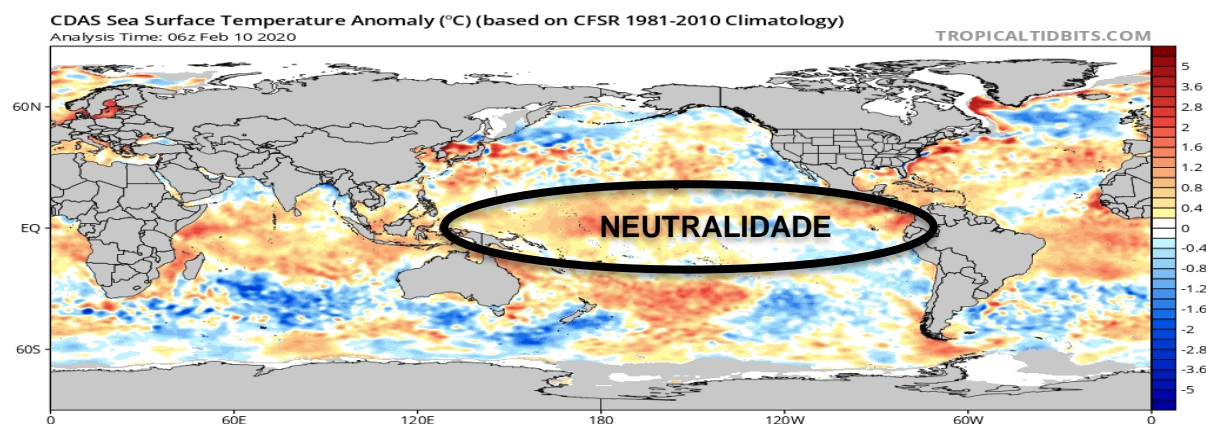 CDAS Sea Surface Temperature Anomaly (°C) (based on CFSR 1981-2010 Climatology)
Analysis Time: 06z Feb 10 2020
TROPICALTIDBITS.COM
60N
EQ
60S
NEUTRALIDADE
0
60E
120E
180
120W
60W
0
5
3.6
2.8
2
1.6
1.2
0.8
0.4
0
-0.4
-0.8
-1.2
-1.6
-2
-2.8
-3.6
-5